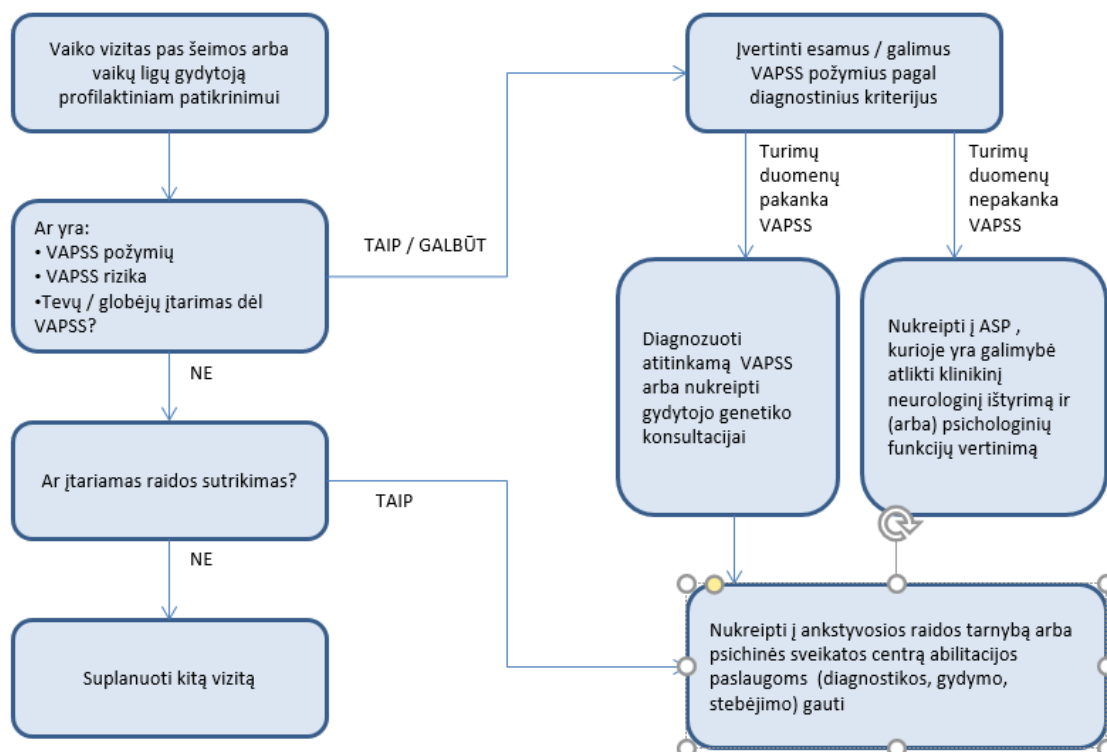 Vaiko vizitas pas šeimos arba
vaikų ligų gydytoją
profilaktiniam patikrinimui
Įvertinti esamus / galimus
VAPSS požymius pagal
diagnostinius kriterijus
Turimų
duomenų
pakanka
VAPSS
Turimų
duomenų
nepakanka
VAPSS
Ar yra:
• VAPSS požymių
• VAPSS rizika
•Tevų / globėjų įtarimas dėl
VAPSS?
TAIP / GALBŪT
NE
Diagnozuoti
atitinkamą  VAPSS
arba nukreipti
gydytojo genetiko
konsultacijai
Nukreipti į ASP ,
kurioje yra galimybė
atlikti klinikinį
neurologinį ištyrimą ir
(arba) psichologinių
funkcijų vertinimą
Ar įtariamas raidos sutrikimas?
TAIP
NE
Suplanuoti kitą vizitą
Nukreipti į ankstyvosios raidos tarnybą arba
psichinės sveikatos centrą abilitacijos
paslaugoms  (diagnostikos, gydymo,
stebėjimo) gauti